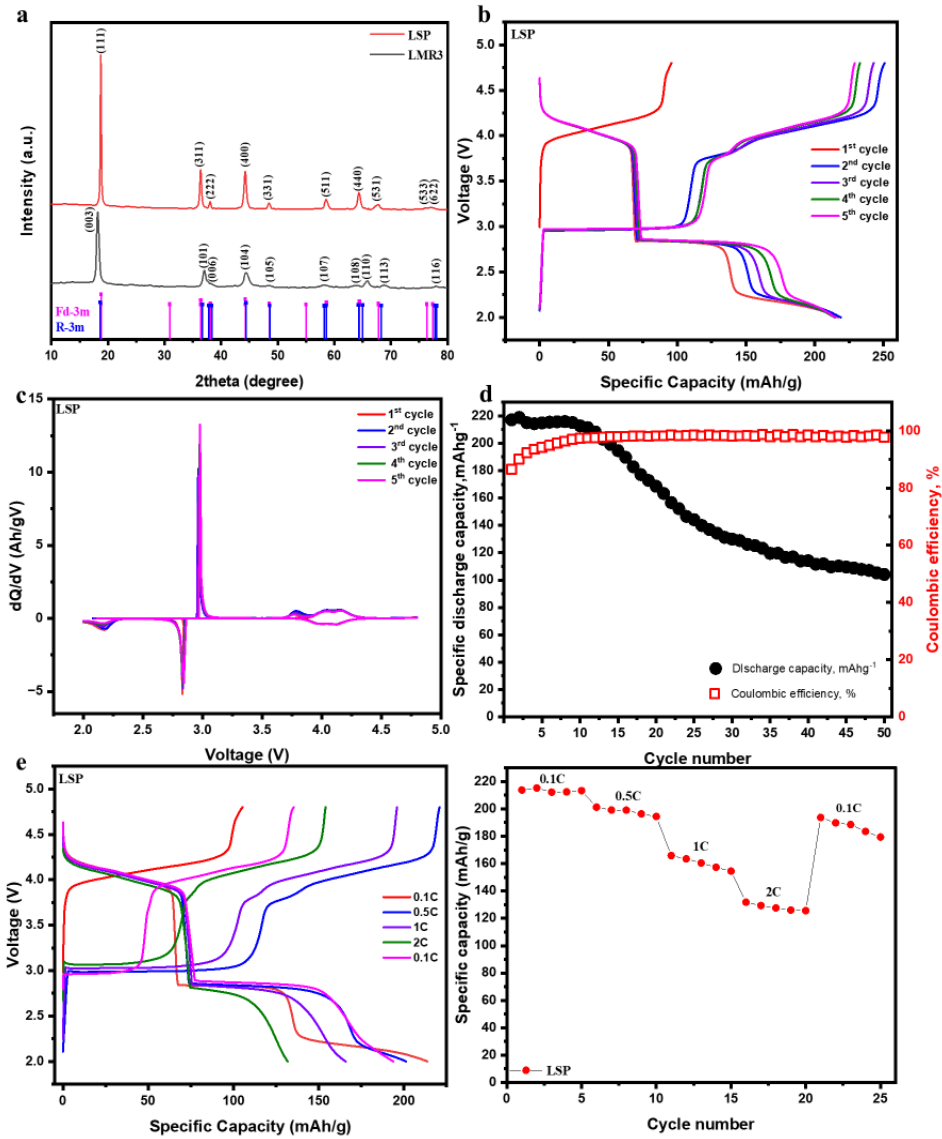 a
LSP
LMR3
(111)
(311)
(222)
(400)
(331)
(511)
(440)
(531)
(533)
(622)
(003)
(101)
(006)
(104)
(105)
(107)
(108)
(110)
(113)
(116)
Fd-3m
R-3m
Intensity (a.u.)
10 20 30 40 50 60 70 80
2theta (degree)
b
LSP
5.0
4.5
4.0
3.5
3.0
2.5
2.0
Voltage (V)
1st cycle
2nd cycle
3rd cycle
4th cycle
5th cycle
0 50 100 150 200 250
Specific Capacity (mAh/g)
c
LSP
15
10
5
0
−5
dQ/dV (Ah/gV)
1st cycle
2nd cycle
3rd cycle
4th cycle
5th cycle
2.0 2.5 3.0 3.5 4.0 4.5 5.0
Voltage (V)
d
220
200
180
160
140
120
100
80
60
40
20
0
Specific discharge capacity,mAhg-1
100
80
60
40
20
0
Coulombic efficiency, %
DIscharge capacity, mAhg-1
Coulombic efficiency, %
5 10 15 20 25 30 35 40 45 50
Cycle number
e
LSP
5.0
4.5
4.0
3.5
3.0
2.5
2.0
Voltage (V)
0.1C
0.5C
1C
2C
0.1C
0 50 100 150 200
Specific Capacity (mAh/g)
220
200
180
160
140
120
100
80
60
40
20
0
Specific capacity (mAh/g)
0.1C
0.5C
1C
2C
0.1C
LSP
0 5 10 15 20 25
Cycle number